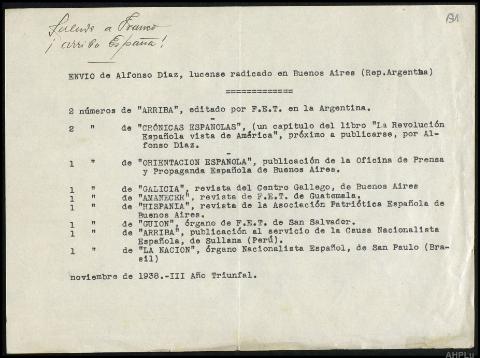 Saludo a Franco
¡arriba España!
ENVIO de Alfonso Diaz, lucense radicado en Buenos Aires (Rep.Argentna)
=============
2 números de "ARRIBA", editado por F.E.T. en la Argentina.
2 " de "CRÓNICAS ESPAÑOLAS", (un capitulo del libro "La Revolución
Española vista de América", próximo a publicarse, por Al-
fonso Diaz.
1 " de "ORIENTACION ESPAÑOLA", publicación de la Oficina de Prensa
y Propaganda Española de Buenos Aires.
1 " de "GALICIA", revista del Centro Gallego, de Buenos Aires
1 " de "AMANECER", revista de F.E.T. de Guatemala.
1 " de "HISPANIA", revista de la Asociación Patriótica Española de
Buenos Aires.
1 " de "GUION", órgano de F.E.T. de San Salvador.
1 " de "ARRIBA", publicación al servicio de la Causa Nacionalista
Española, de Sullana (Perú).
1 " de "LA NACION", órgano Nacionalista Español, de San Paulo (Bra-
sil)
noviembre de 1938.-III Año Triunfal.
AHPLu